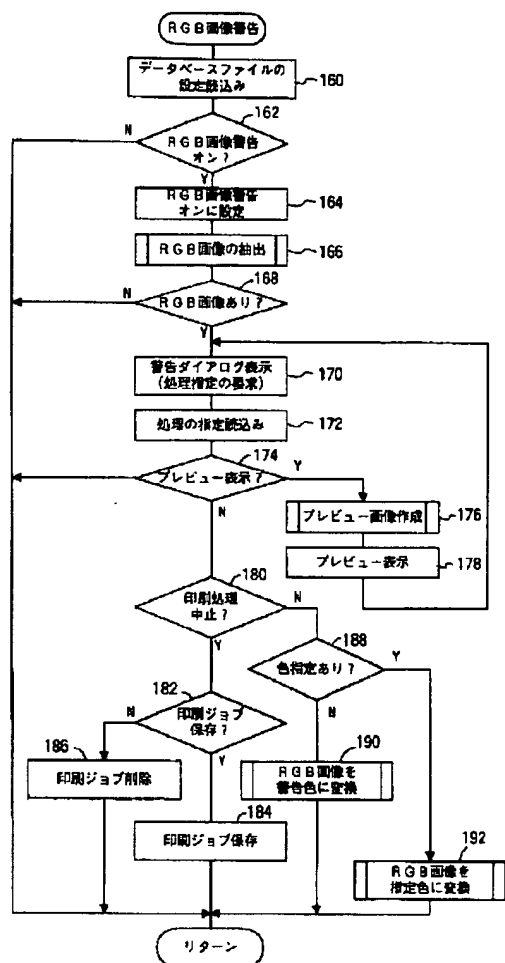 RGB画像警告
データベースファイルの
設定読込み
160
162
N
RGB画像警告
オン？
Y
RGB画像警告
オンに設定
164
RGB画像の抽出
166
168
N
RGB画像あり？
Y
警告ダイアログ表示
(処理指定の要求)
170
処理の指定読込み
172
174
プレビュー表示？
Y
N
プレビュー画像作成
176
プレビュー表示
178
180
印刷処理
中止？
N
Y
188
色指定あり？
Y
N
182
N
印刷ジョブ
保存？
Y
186
印刷ジョブ削除
190
RGB画像を
警告色に変換
184
印刷ジョブ保存
192
RGB画像を
指定色に変換
リターン